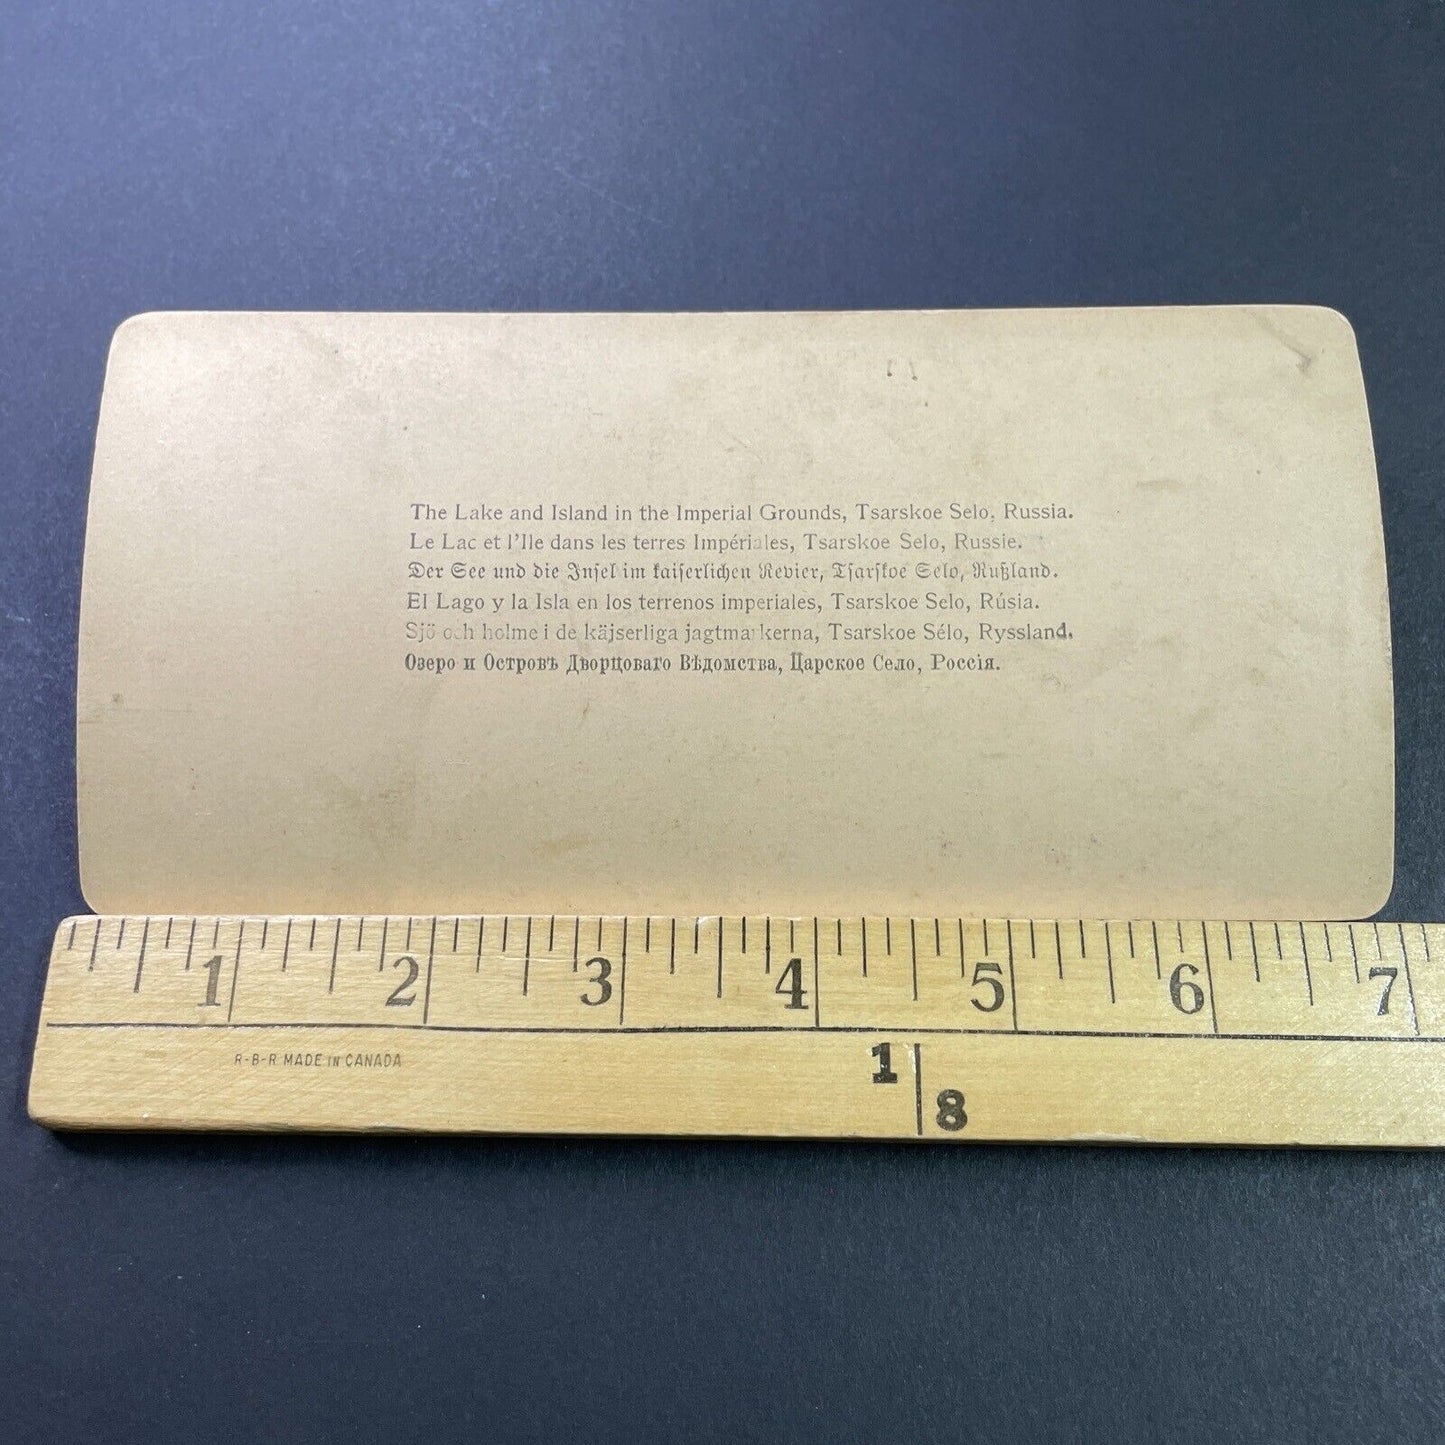 The Lake and Island in the Imperial Grounds, Tsarskoe Selo, Russia.
Le Lac et l'Ile dans les terres Impériales, Tsarskoe Selo, Russie.
Der See und die Insel im kaiserlichen Revier, Tsarskoe Selo, Rußland.
El Lago y la Isla en los terrenos imperiales, Tsarskoe Selo, Rúsia.
Sjö och holme i de käjserliga jagtmarkerna, Tsarskoe Sélo, Ryssland.
Озеро и Островъ Дворцоваго Вѣдомства, Царское Село, Россія.
1 2 3 4 5 6 7
R-B-R MADE IN CANADA
1
8